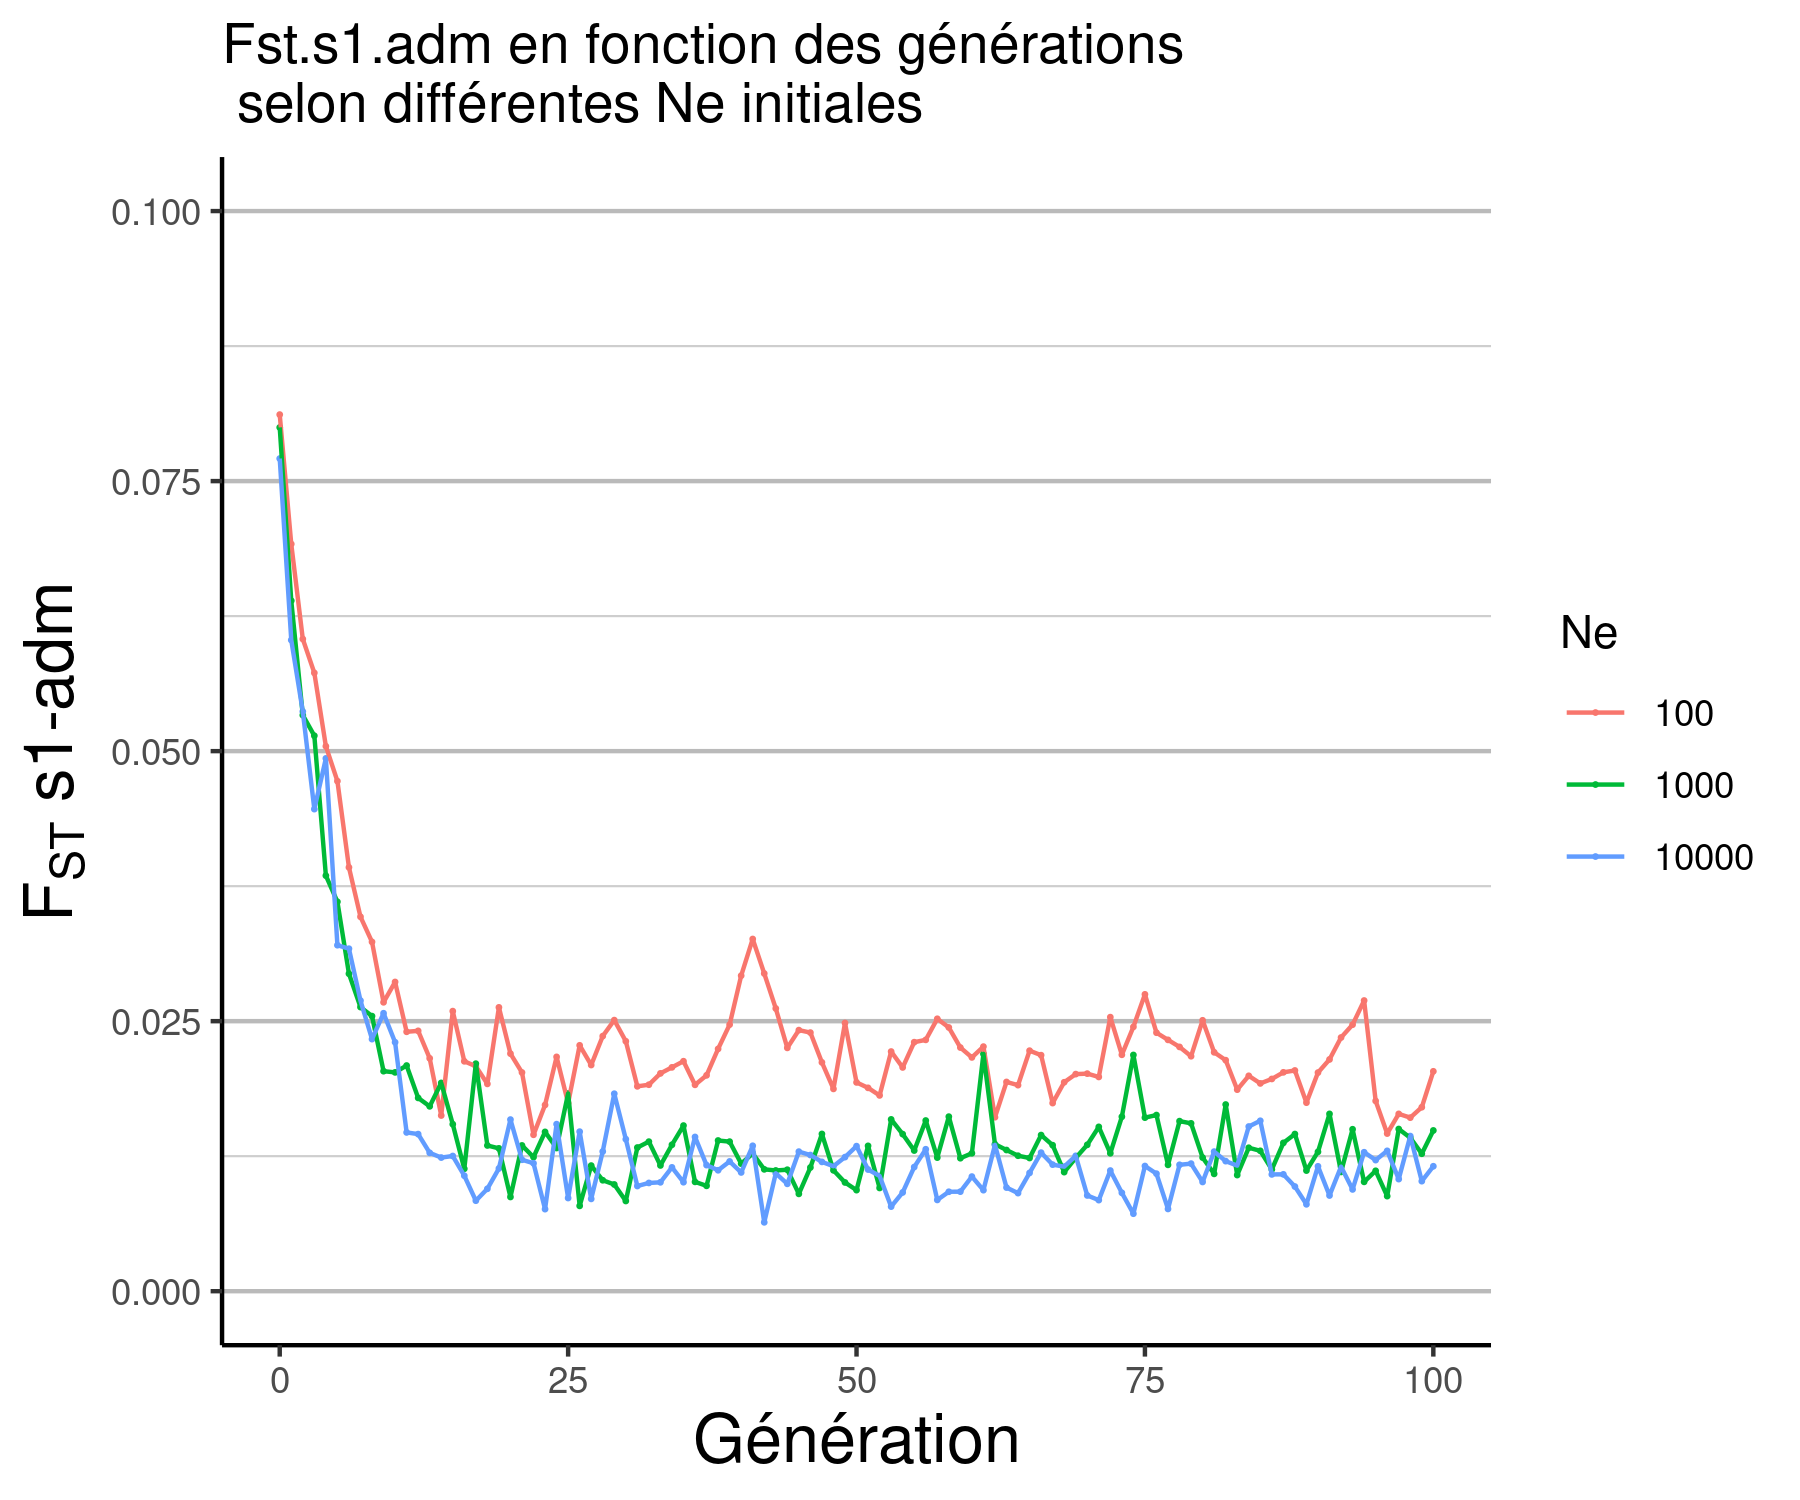 Fst.s1.adm en fonction des générations
selon différentes Ne initiales
0.100
0.075
0.050
0.025
0.000
FST s1-adm
0 25 50 75 100
Génération
Ne
100
1000
10000